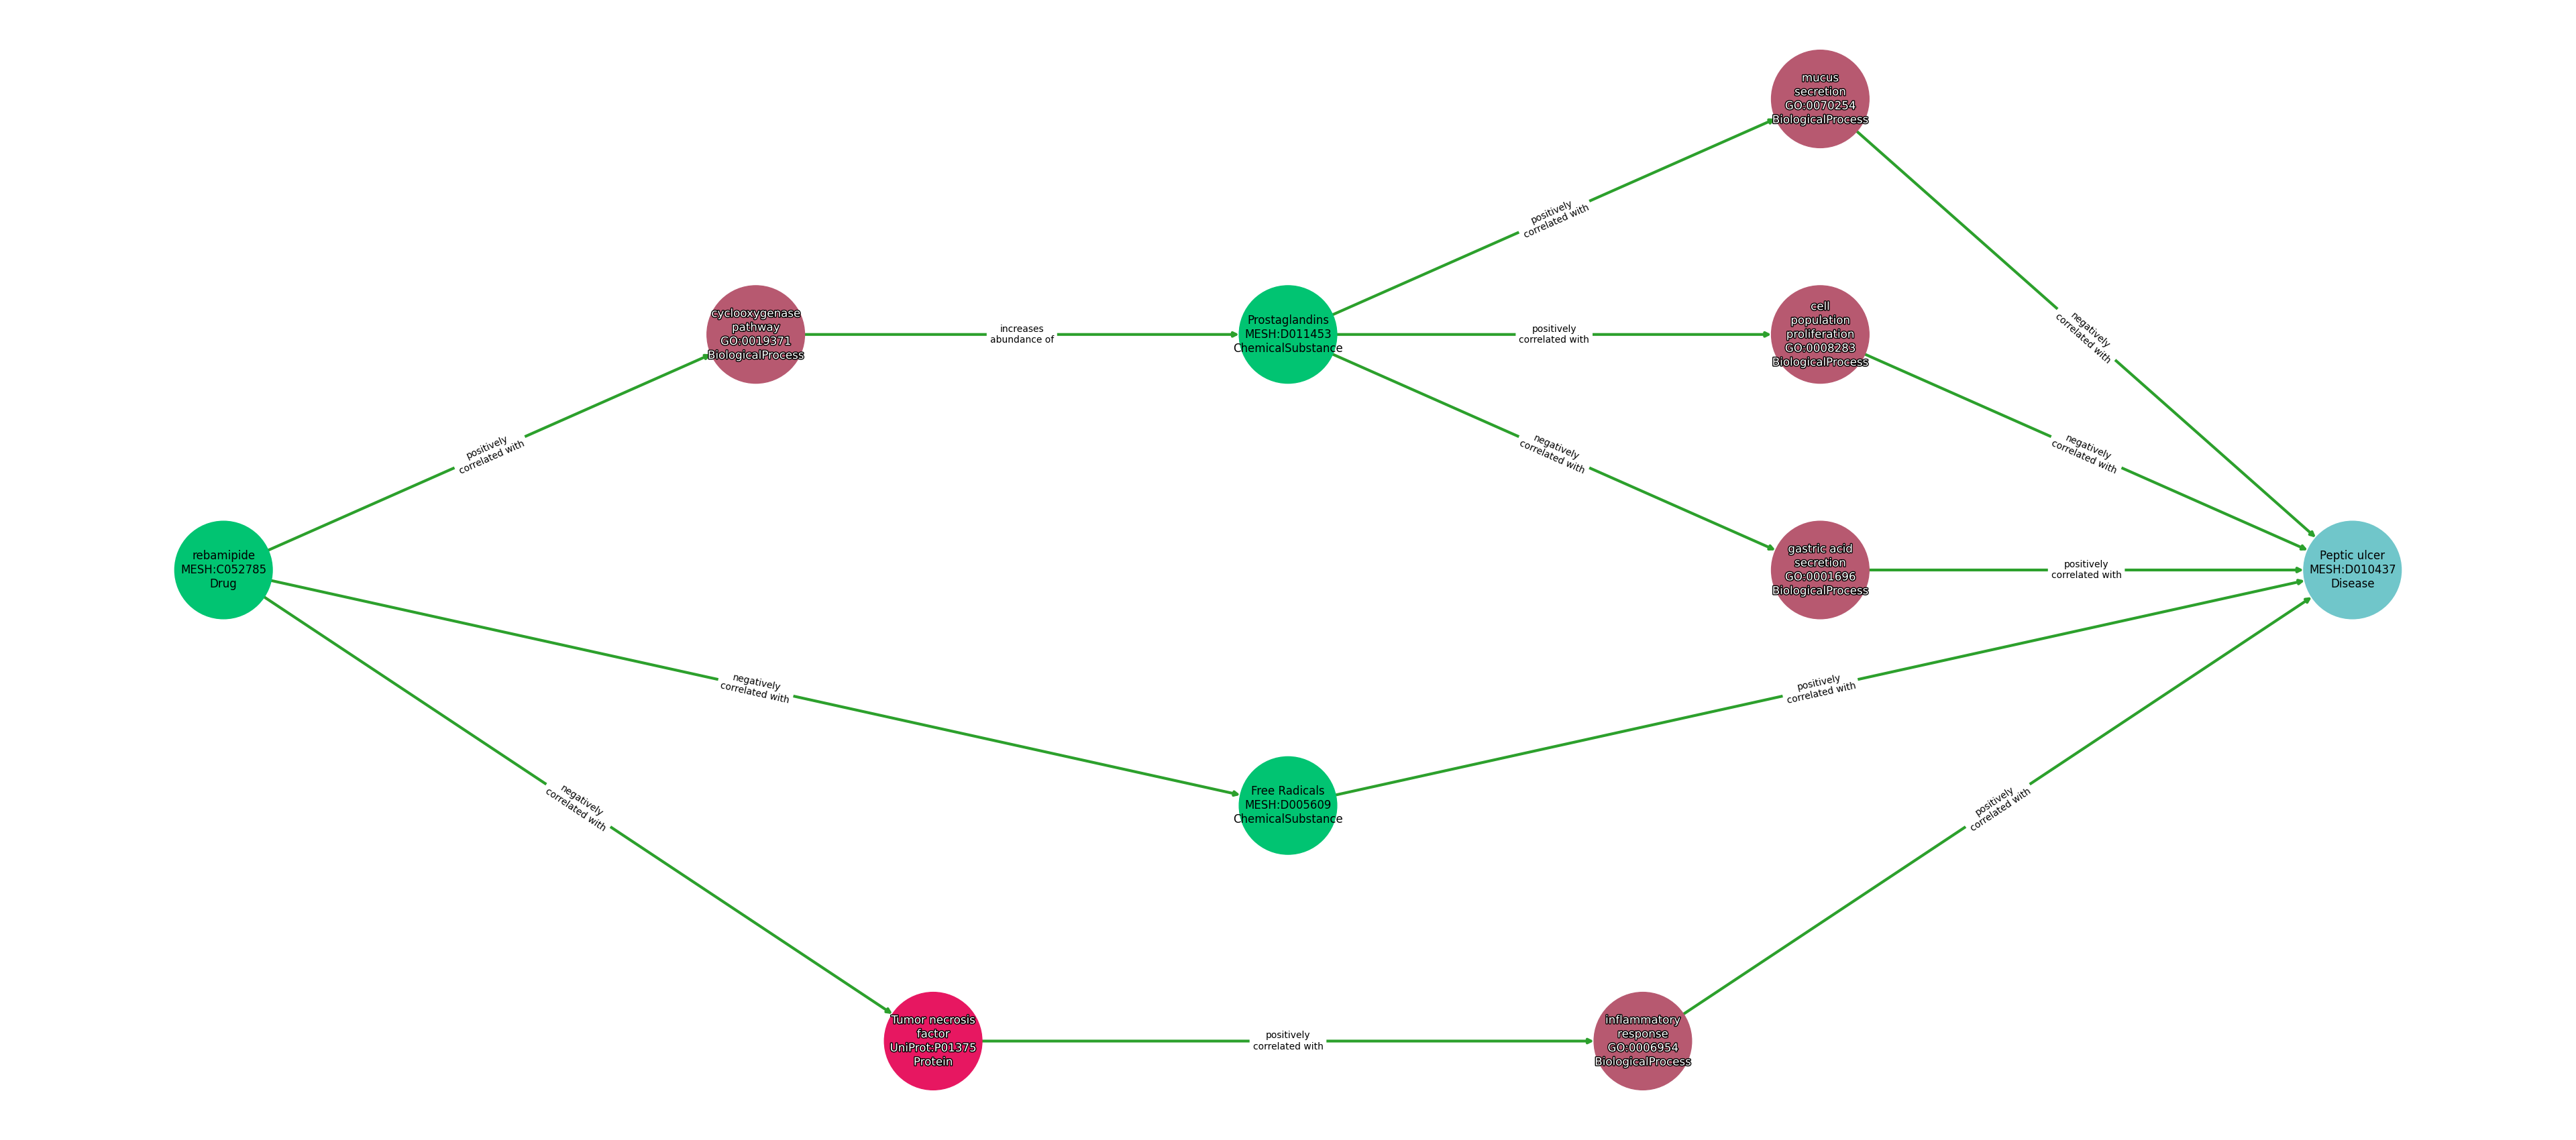 mucus
secretion
GO:0070254
BiologicalProcess
positively
correlated with
negatively
correlated with
cyclooxygenase
pathway
GO:0019371
BiologicalProcess
increases
abundance of
Prostaglandins
MESH:D011453
ChemicalSubstance
positively
correlated with
cell
population
proliferation
GO:0008283
BiologicalProcess
positively
correlated with
negatively
correlated with
negatively
correlated with
rebamipide
MESH:C052785
Drug
gastric acid
secretion
GO:0001696
BiologicalProcess
positively
correlated with
Peptic ulcer
MESH:D010437
Disease
negatively
correlated with
positively
correlated with
negatively
correlated with
Free Radicals
MESH:D005609
ChemicalSubstance
positively
correlated with
Tumor necrosis
factor
UniProt:P01375
Protein
positively
correlated with
inflammatory
response
GO:0006954
BiologicalProcess